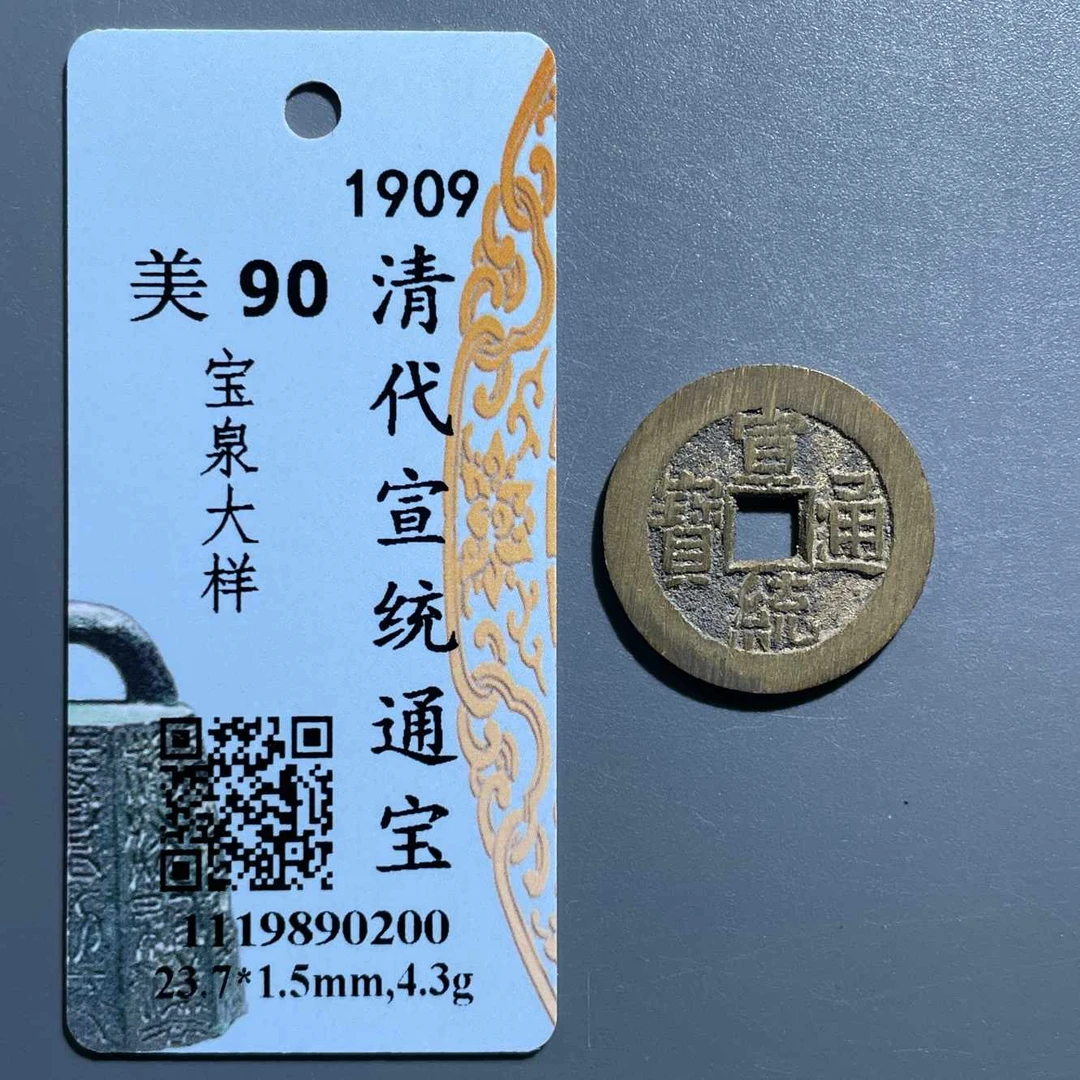 1909
清代宣统通宝
美 90
宝泉大样
1119890200
23.7*1.5mm,4.3g
宣統通寶